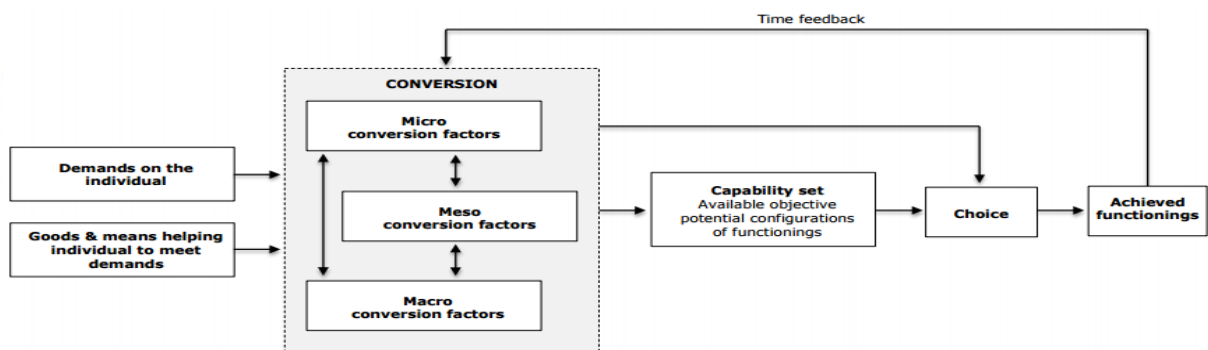 Time feedback
CONVERSION
Micro
conversion factors
Demands on the
individual
Meso
conversion factors
Goods & means helping
individual to meet
demands
Macro
conversion factors
Capability set
Available objective
potential configurations
of functionings
Choice
Achieved
functionings